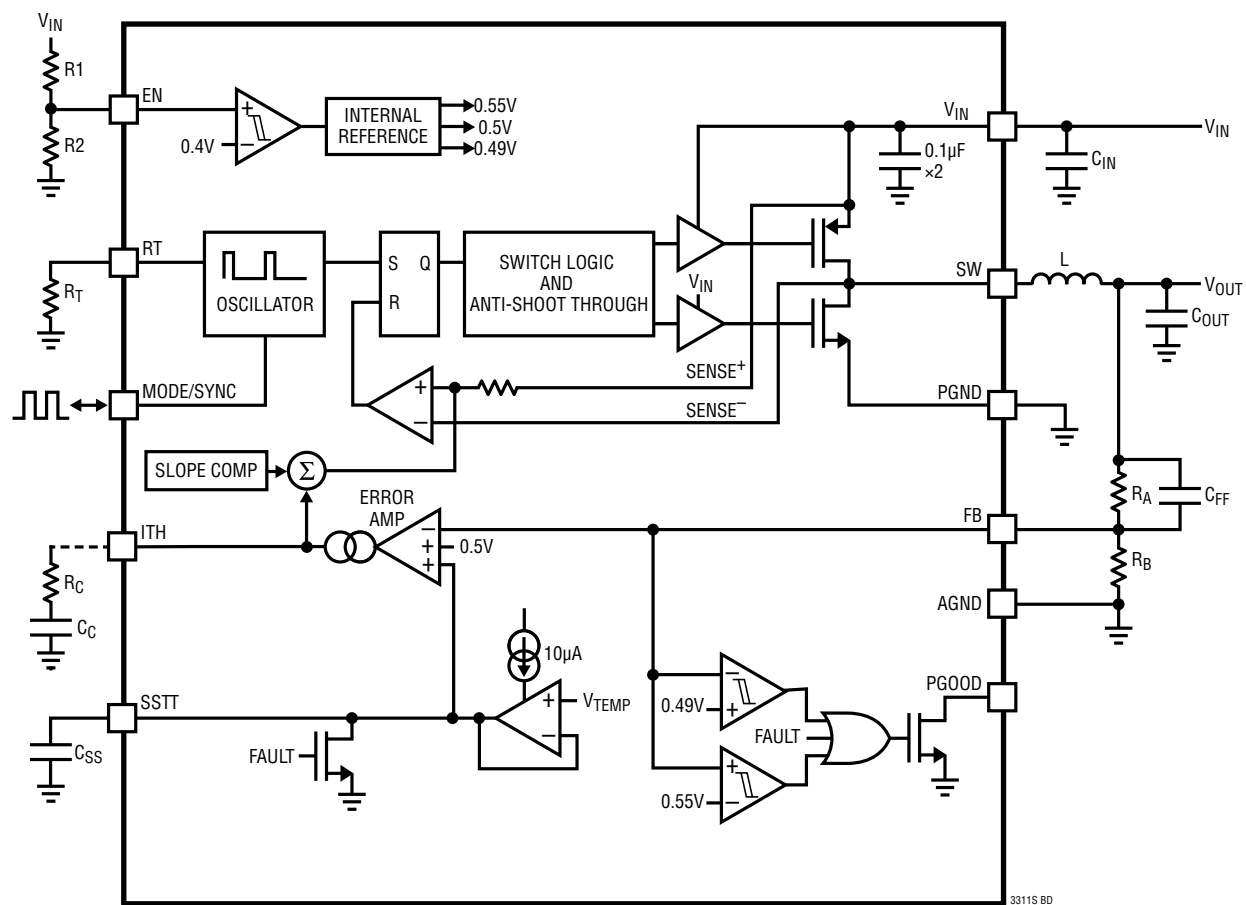 VIN
R1
EN
R2
0.4V
+
−
INTERNAL
REFERENCE
0.55V
0.5V
0.49V
VIN
VIN
0.1µF
×2
CIN
RT
RT
OSCILLATOR
S Q
R
SWITCH LOGIC
AND
ANTI-SHOOT THROUGH
VIN
SW
L
VOUT
COUT
MODE/SYNC
+
−
SENSE+
SENSE−
PGND
SLOPE COMP
Σ
ERROR
AMP
ITH
−
+
+
0.5V
FB
RA
CFF
RB
RC
CC
AGND
10µA
SSTT
+
−
VTEMP
CSS
FAULT
−
+
0.49V
FAULT
+
−
0.55V
PGOOD
3311S BD